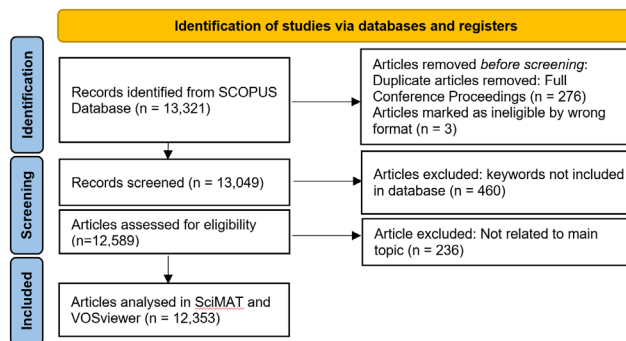 Identification of studies via databases and registers
Identification
Records identified from SCOPUS
Database (n = 13,321)
Articles removed before screening:
Duplicate articles removed: Full
Conference Proceedings (n = 276)
Articles marked as ineligible by wrong
format (n = 3)
Screening
Records screened (n = 13,049)
Articles excluded: keywords not included
in database (n = 460)
Articles assessed for eligibility
(n=12,589)
Article excluded: Not related to main
topic (n = 236)
Included
Articles analysed in SciMAT and
VOSviewer (n = 12,353)